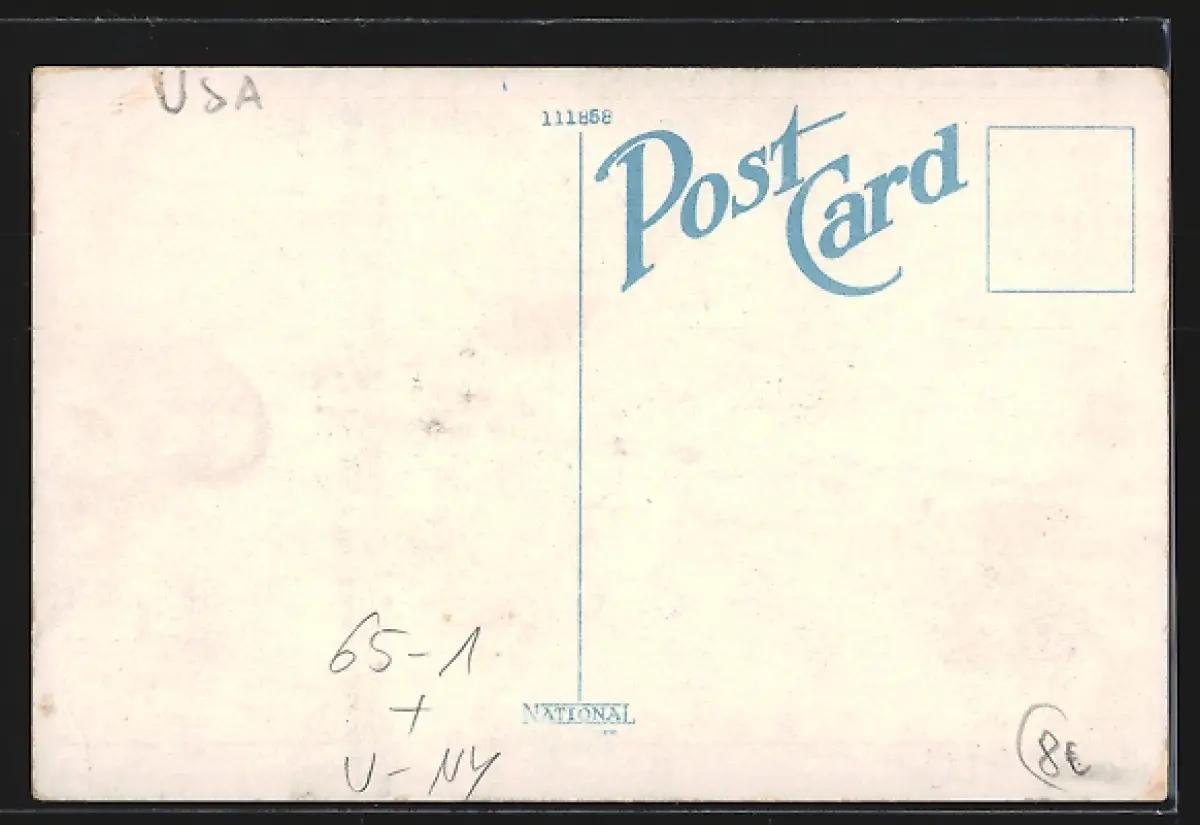 USA
111858
Post Card
65-1
+
U-NY
NATIONAL
8€